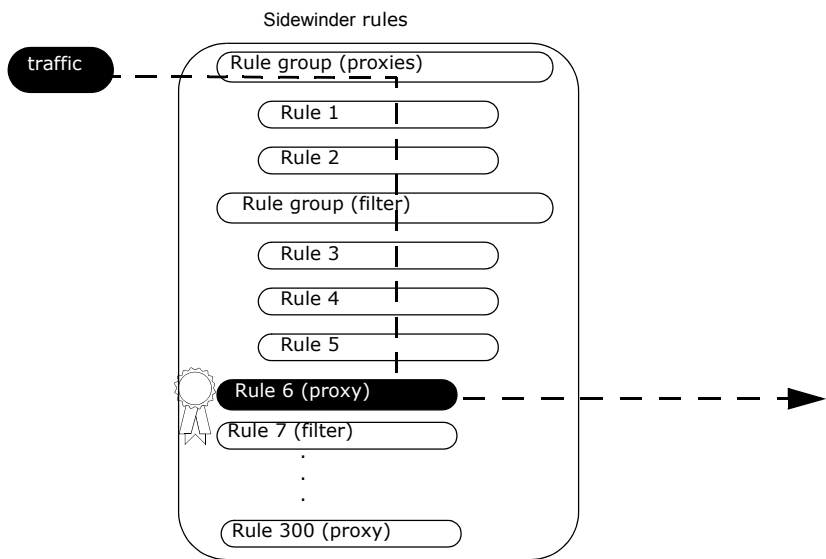 Sidewinder rules
traffic
Rule group (proxies)
Rule 1
Rule 2
Rule group (filter)
Rule 3
Rule 4
Rule 5
Rule 6 (proxy)
Rule 7 (filter)
.
.
.
Rule 300 (proxy)